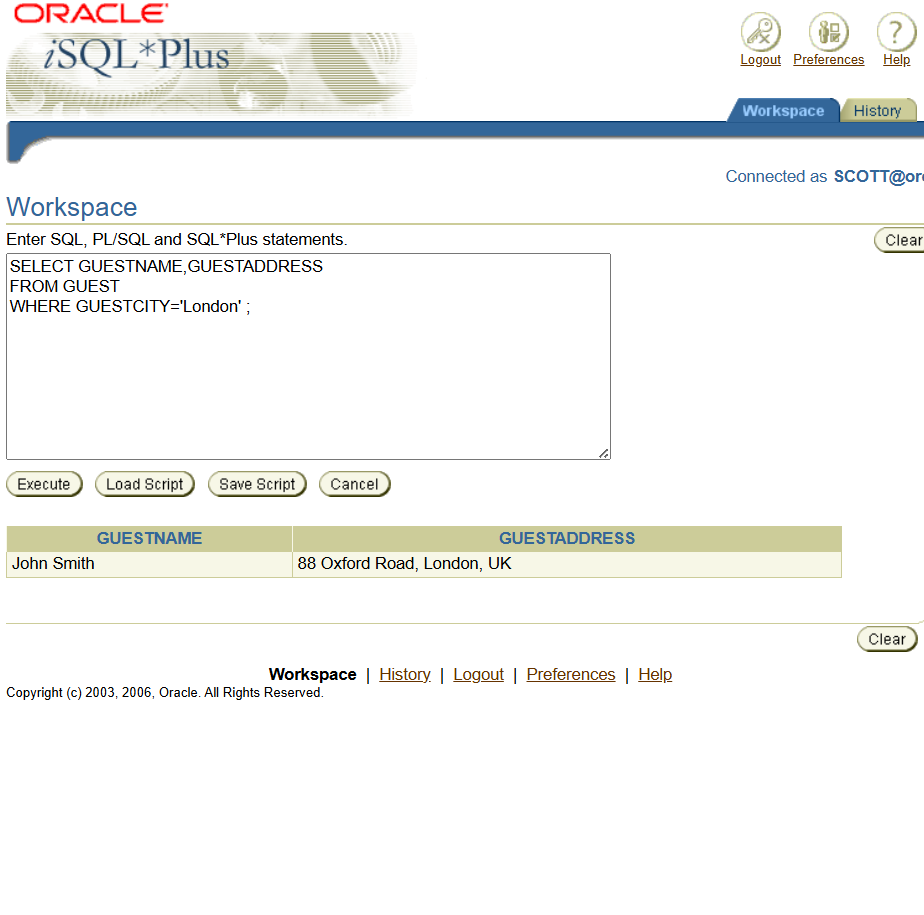 ORACLE
iSQL*Plus
Logout Preferences Help
Workspace History
Connected as SCOTT@or
Workspace
Enter SQL, PL/SQL and SQL*Plus statements.
Clear
SELECT GUESTNAME,GUESTADDRESS
FROM GUEST
WHERE GUESTCITY='London' ;
Execute Load Script Save Script Cancel
GUESTNAME GUESTADDRESS
John Smith 88 Oxford Road, London, UK
Clear
Workspace | History | Logout | Preferences | Help
Copyright (c) 2003, 2006, Oracle. All Rights Reserved.